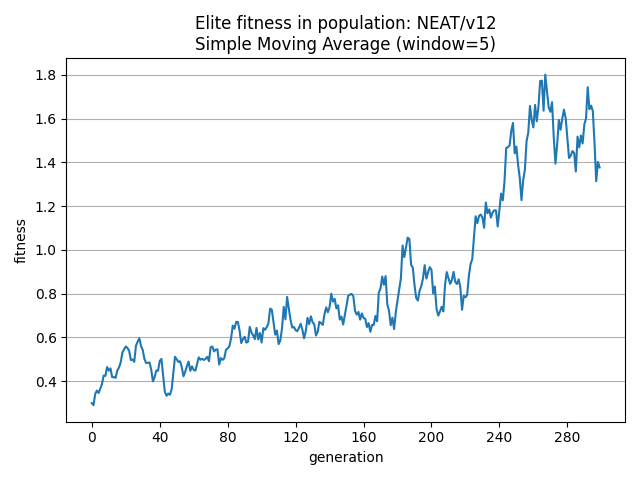 Elite fitness in population: NEAT/v12
Simple Moving Average (window=5)
fitness
1.8
1.6
1.4
1.2
1.0
0.8
0.6
0.4
0 40 80 120 160 200 240 280
generation